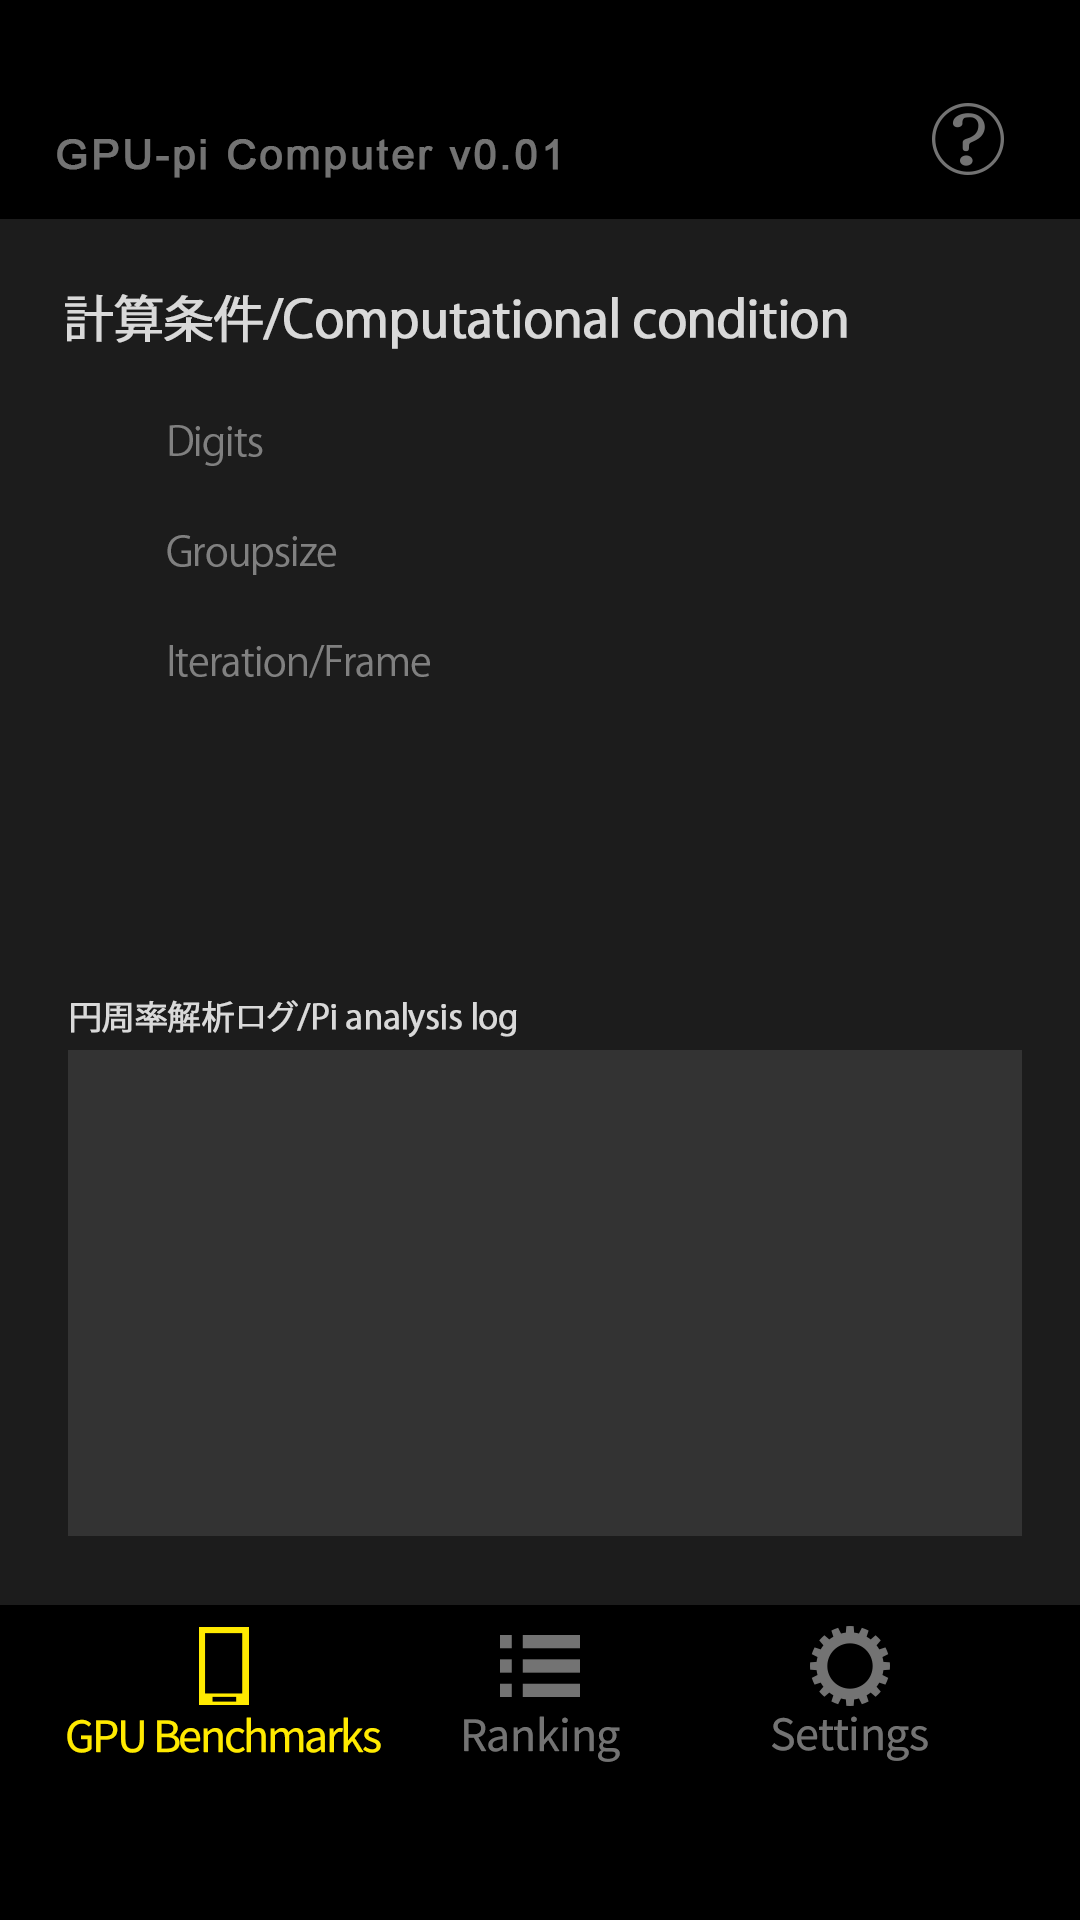 GPU-pi Computer v0.01
?
計算条件/Computational condition
Digits
Groupsize
Iteration/Frame
円周率解析ログ/Pi analysis log
GPU Benchmarks
Ranking
Settings